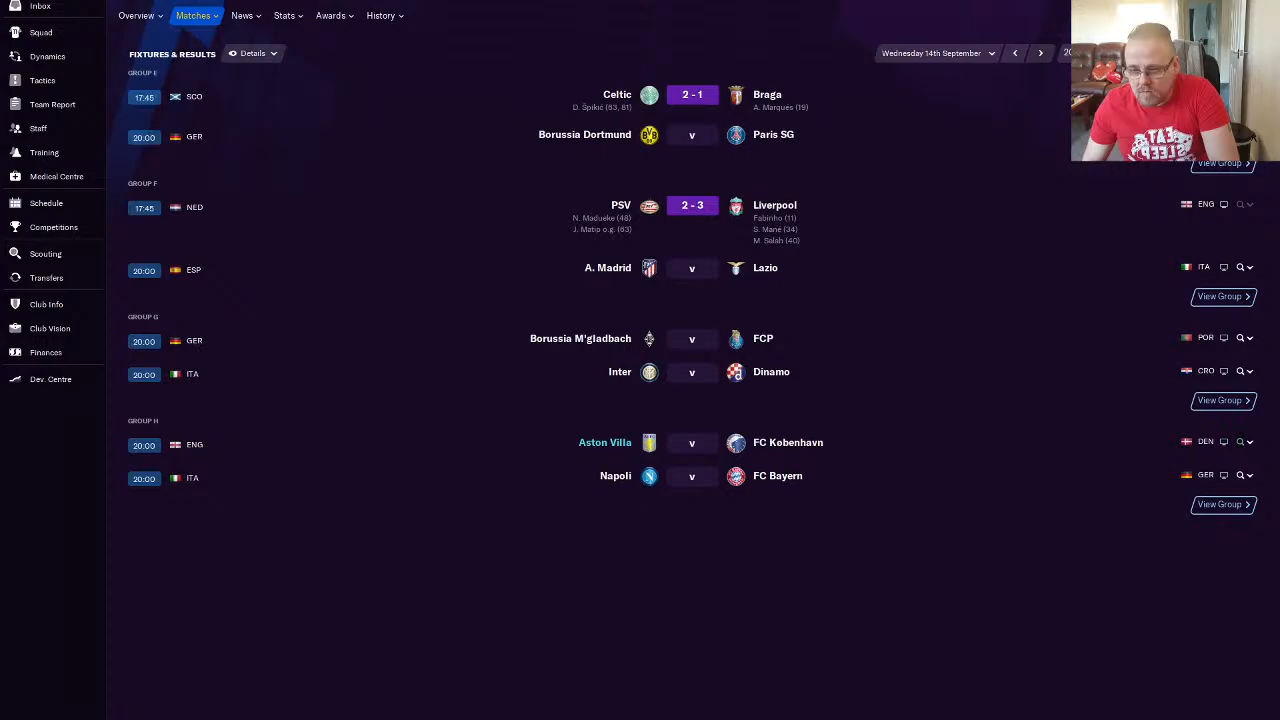 Inbox
Overview
Matches
News
Stats
Awards
History
Squad
Dynamics
Tactics
Team Report
Staff
Training
Medical Centre
Schedule
Competitions
Scouting
Transfers
Club Info
Club Vision
Finances
Dev. Centre
FIXTURES & RESULTS
Details
Wednesday 14th September
20
GROUP E
17:45 SCO Celtic 2 - 1 Braga
D. Špikić (63, 81) A. Marqués (19)
20:00 GER Borussia Dortmund v Paris SG
View Group
GROUP F
17:45 NED PSV 2 - 3 Liverpool ENG
N. Madueke (48) Fabinho (11)
J. Matip o.g. (63) S. Mané (34)
M. Salah (40)
20:00 ESP A. Madrid v Lazio ITA
View Group
GROUP G
20:00 GER Borussia M'gladbach v FCP POR
20:00 ITA Inter v Dinamo CRO
View Group
GROUP H
20:00 ENG Aston Villa v FC København DEN
20:00 ITA Napoli v FC Bayern GER
View Group
EAT
SLEEP